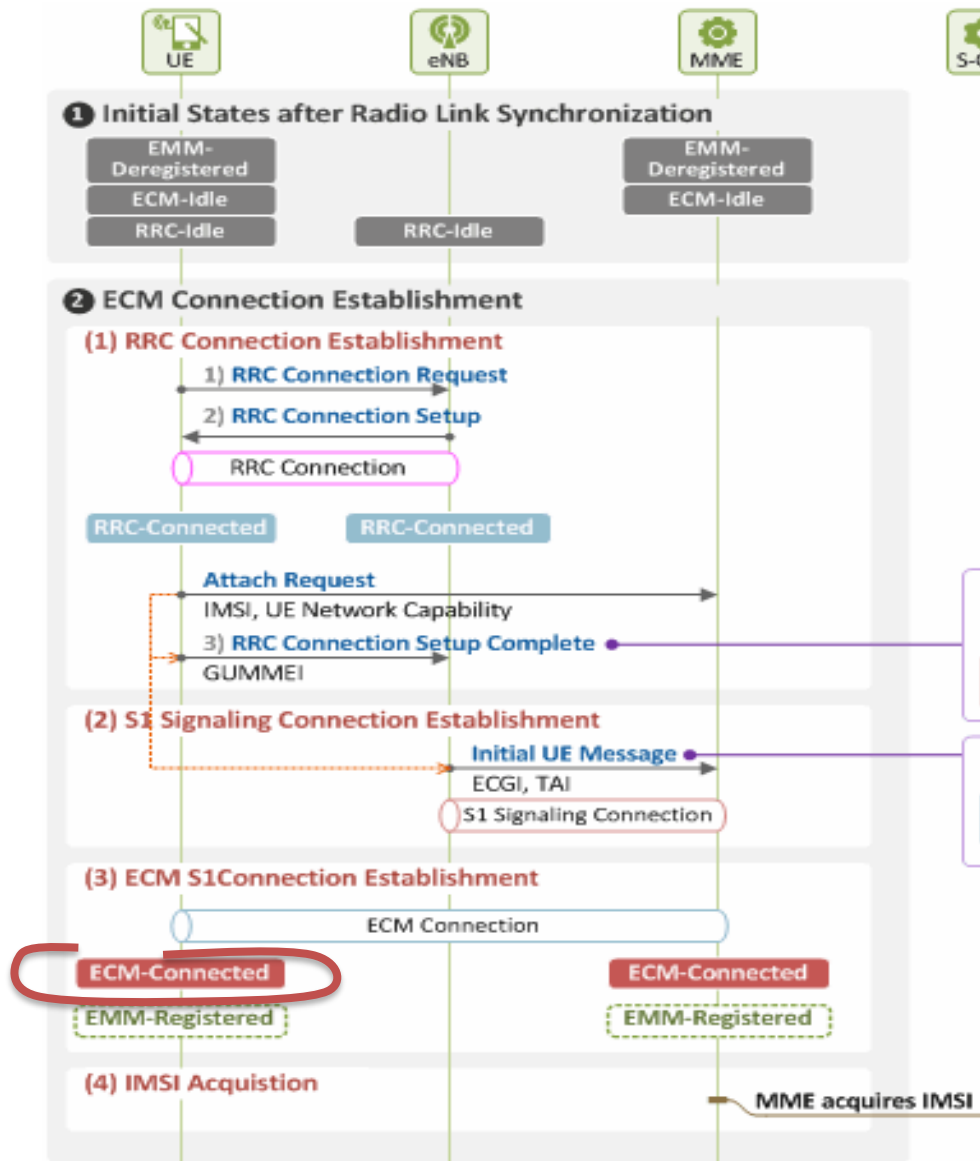 UE
eNB
MME
❶ Initial States after Radio Link Synchronization
EMM-
Deregistered
EMM-
Deregistered
ECM-Idle
ECM-Idle
RRC-Idle
RRC-Idle
❷ ECM Connection Establishment
(1) RRC Connection Establishment
1) RRC Connection Request
2) RRC Connection Setup
RRC Connection
RRC-Connected
RRC-Connected
Attach Request
IMSI, UE Network Capability
3) RRC Connection Setup Complete
GUMMEI
(2) S1 Signaling Connection Establishment
Initial UE Message
ECGI, TAI
S1 Signaling Connection
(3) ECM S1Connection Establishment
ECM Connection
ECM-Connected
ECM-Connected
EMM-Registered
EMM-Registered
(4) IMSI Acquistion
MME acquires IMSI